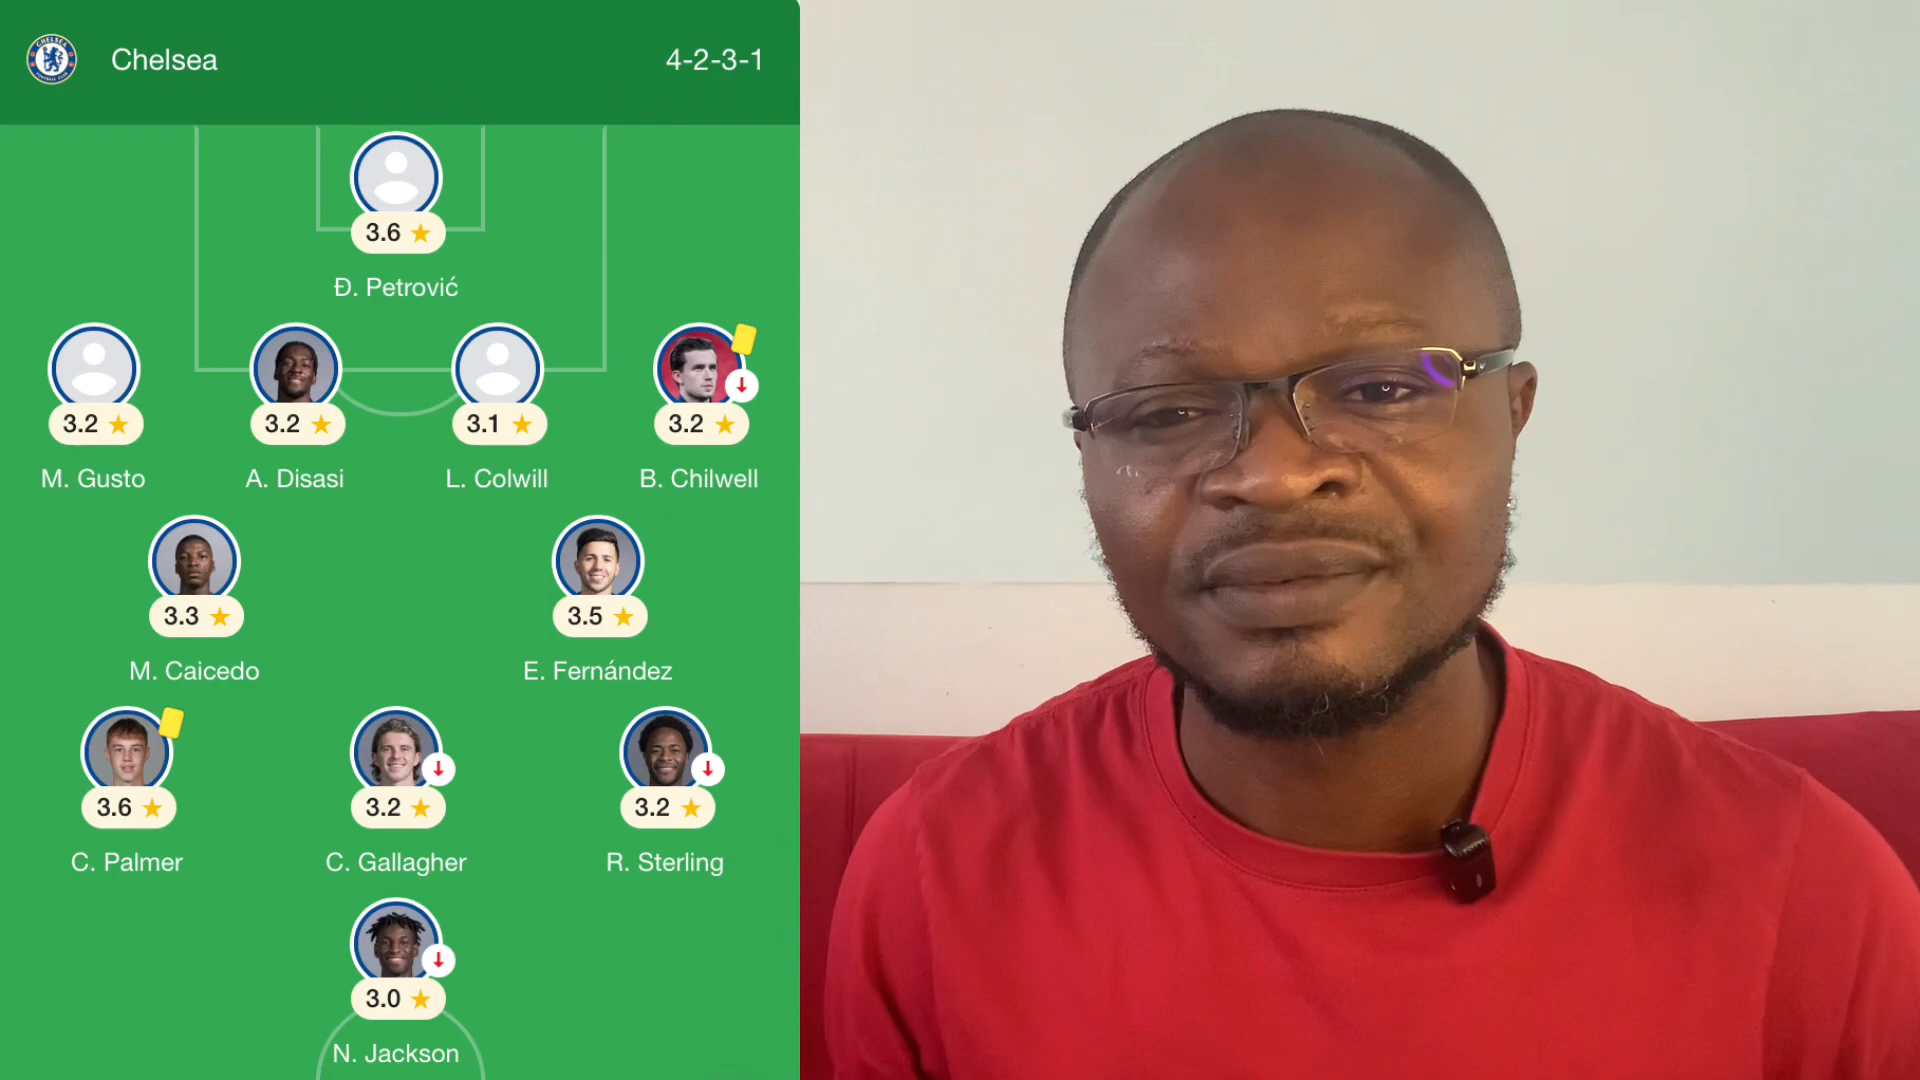 Chelsea 4-2-3-1
3.6
Đ. Petrović
3.2 3.2 3.1 3.2
M. Gusto A. Disasi L. Colwill B. Chilwell
3.3 3.5
M. Caicedo E. Fernández
3.6 3.2 3.2
C. Palmer C. Gallagher R. Sterling
3.0
N. Jackson